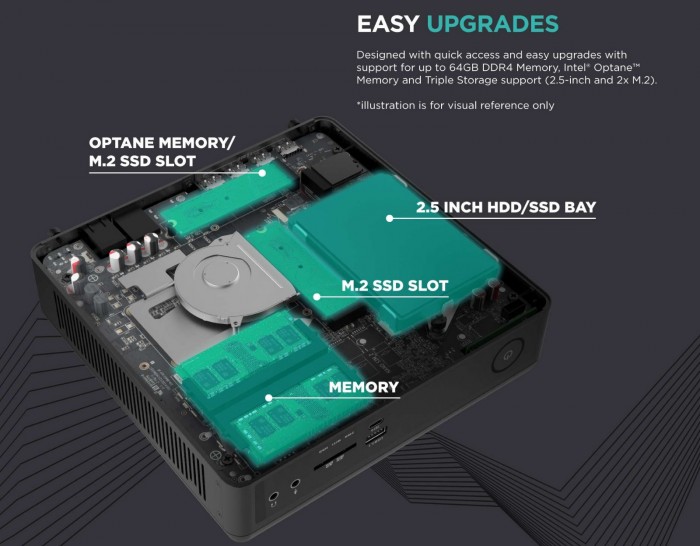 EASY UPGRADES
Designed with quick access and easy upgrades with
support for up to 64GB DDR4 Memory, Intel® Optane™
Memory and Triple Storage support (2.5-inch and 2x M.2).
*illustration is for visual reference only
OPTANE MEMORY/
M.2 SSD SLOT
2.5 INCH HDD/SSD BAY
M.2 SSD SLOT
MEMORY